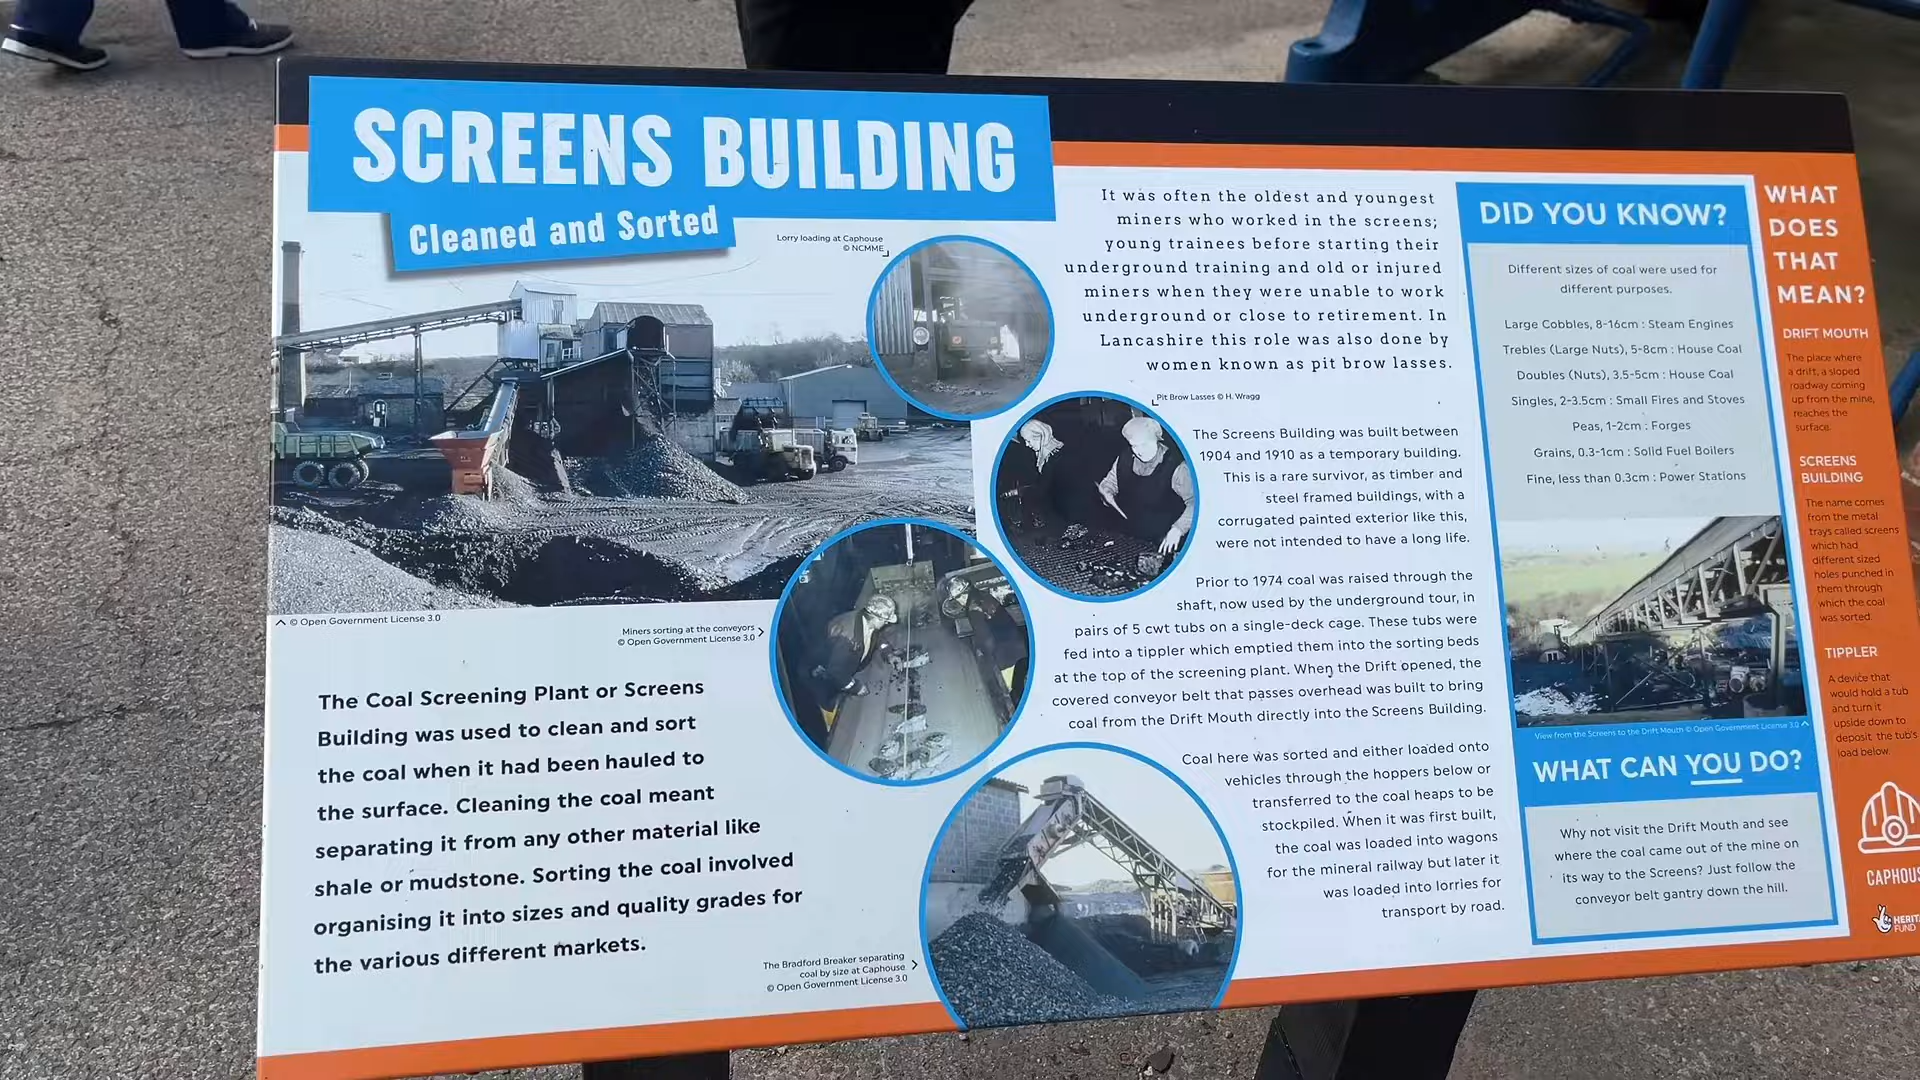 SCREENS BUILDING
Cleaned and Sorted
Lorry loading at Caphouse
© NCMME
^ © Open Government License 3.0
Miners sorting at the conveyors
© Open Government License 3.0
The Coal Screening Plant or Screens
Building was used to clean and sort
the coal when it had been hauled to
the surface. Cleaning the coal meant
separating it from any other material like
shale or mudstone. Sorting the coal involved
organising it into sizes and quality grades for
the various different markets.
The Bradford Breaker separating
coal by size at Caphouse
© Open Government License 3.0
It was often the oldest and youngest
miners who worked in the screens;
young trainees before starting their
underground training and old or injured
miners when they were unable to work
underground or close to retirement. In
Lancashire this role was also done by
women known as pit brow lasses.
Pit Brow Lasses © H. Wragg
The Screens Building was built between
1904 and 1910 as a temporary building.
This is a rare survivor, as timber and
steel framed buildings, with a
corrugated painted exterior like this,
were not intended to have a long life.
Prior to 1974 coal was raised through the
shaft, now used by the underground tour, in
pairs of 5 cwt tubs on a single-deck cage. These tubs were
fed into a tippler which emptied them into the sorting beds
at the top of the screening plant. When the Drift opened, the
covered conveyor belt that passes overhead was built to bring
coal from the Drift Mouth directly into the Screens Building.
Coal here was sorted and either loaded onto
vehicles through the hoppers below or
transferred to the coal heaps to be
stockpiled. When it was first built,
the coal was loaded into wagons
for the mineral railway but later it
was loaded into lorries for
transport by road.
DID YOU KNOW?
Different sizes of coal were used for
different purposes.
Large Cobbles, 8-16cm : Steam Engines
Trebles (Large Nuts), 5-8cm : House Coal
Doubles (Nuts), 3.5-5cm : House Coal
Singles, 2-3.5cm : Small Fires and Stoves
Peas, 1-2cm : Forges
Grains, 0.3-1cm : Solid Fuel Boilers
Fine, less than 0.3cm : Power Stations
View from the Screens to the Drift Mouth © Open Government License 3.0 ^
WHAT CAN YOU DO?
Why not visit the Drift Mouth and see
where the coal came out of the mine on
its way to the Screens? Just follow the
conveyor belt gantry down the hill.
WHAT
DOES
THAT
MEAN?
DRIFT MOUTH
The place where
a drift, a sloped
roadway coming
up from the mine,
reaches the
surface.
SCREENS
BUILDING
The name comes
from the metal
trays called screens
which had
different sized
holes punched in
them through
which the coal
was sorted.
TIPPLER
A device that
would hold a tub
and turn it
upside down to
deposit the tub's
load below.
CAPHOUS
HERIT
FUND